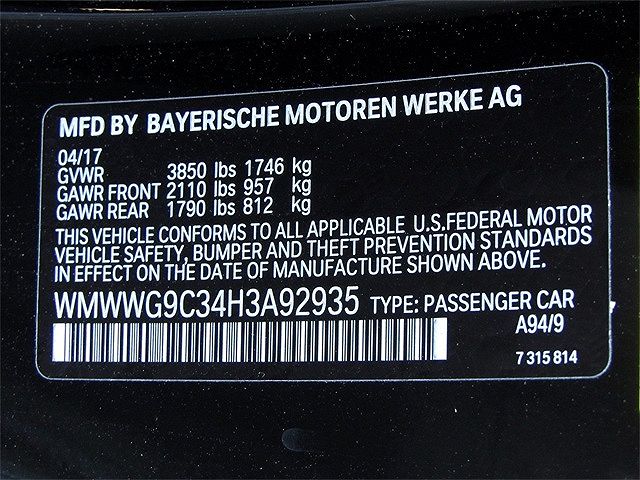 MFD BY BAYERISCHE MOTOREN WERKE AG
04/17
GVWR 3850 lbs 1746 kg
GAWR FRONT 2110 lbs 957 kg
GAWR REAR 1790 lbs 812 kg
THIS VEHICLE CONFORMS TO ALL APPLICABLE U.S.FEDERAL MOTOR
VEHICLE SAFETY, BUMPER AND THEFT PREVENTION STANDARDS
IN EFFECT ON THE DATE OF MANUFACTURE SHOWN ABOVE.
WMWWG9C34H3A92935 TYPE: PASSENGER CAR
A94/9
7 315 814